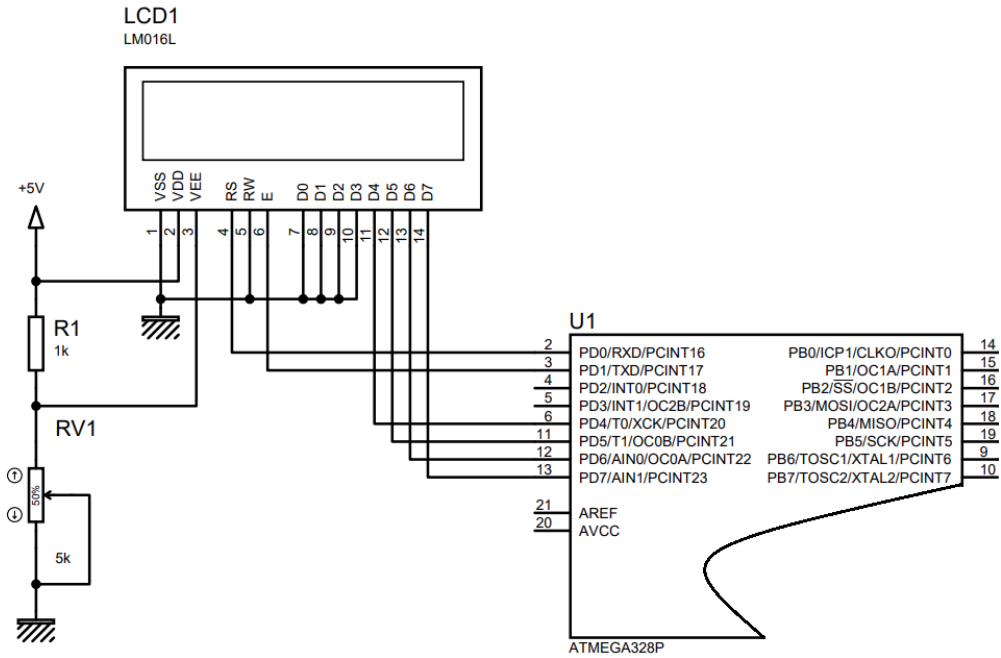 LCD1
LM016L
VSS
VDD
VEE
RS
RW
E
D0
D1
D2
D3
D4
D5
D6
D7
1
2
3
4
5
6
7
8
9
10
11
12
13
14
+5V
R1
1k
RV1
50%
5k
U1
2 PD0/RXD/PCINT16 PB0/ICP1/CLKO/PCINT0 14
3 PD1/TXD/PCINT17 PB1/OC1A/PCINT1 15
4 PD2/INT0/PCINT18 PB2/SS/OC1B/PCINT2 16
5 PD3/INT1/OC2B/PCINT19 PB3/MOSI/OC2A/PCINT3 17
6 PD4/T0/XCK/PCINT20 PB4/MISO/PCINT4 18
11 PD5/T1/OC0B/PCINT21 PB5/SCK/PCINT5 19
12 PD6/AIN0/OC0A/PCINT22 PB6/TOSC1/XTAL1/PCINT6 9
13 PD7/AIN1/PCINT23 PB7/TOSC2/XTAL2/PCINT7 10
21 AREF
20 AVCC
ATMEGA328P